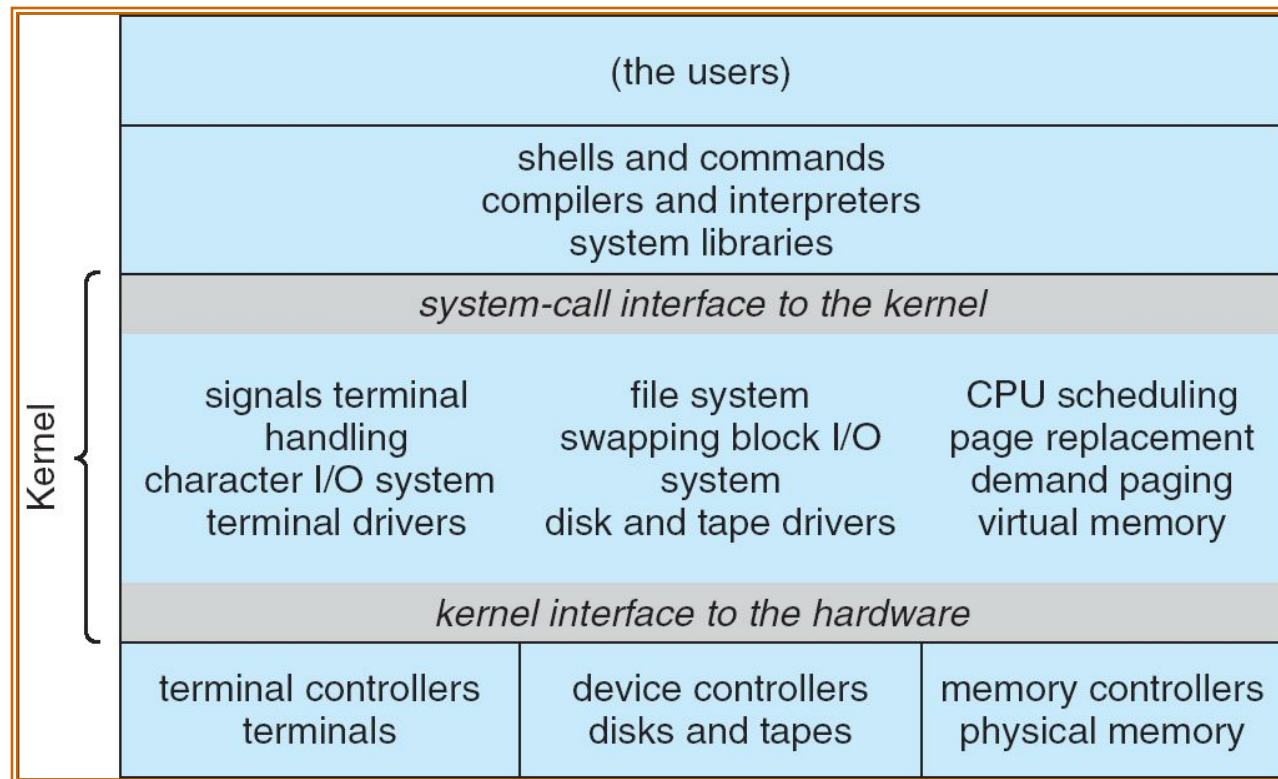 (the users)
shells and commands
compilers and interpreters
system libraries
Kernel
system-call interface to the kernel
signals terminal
handling
character I/O system
terminal drivers
file system
swapping block I/O
system
disk and tape drivers
CPU scheduling
page replacement
demand paging
virtual memory
kernel interface to the hardware
terminal controllers
terminals
device controllers
disks and tapes
memory controllers
physical memory